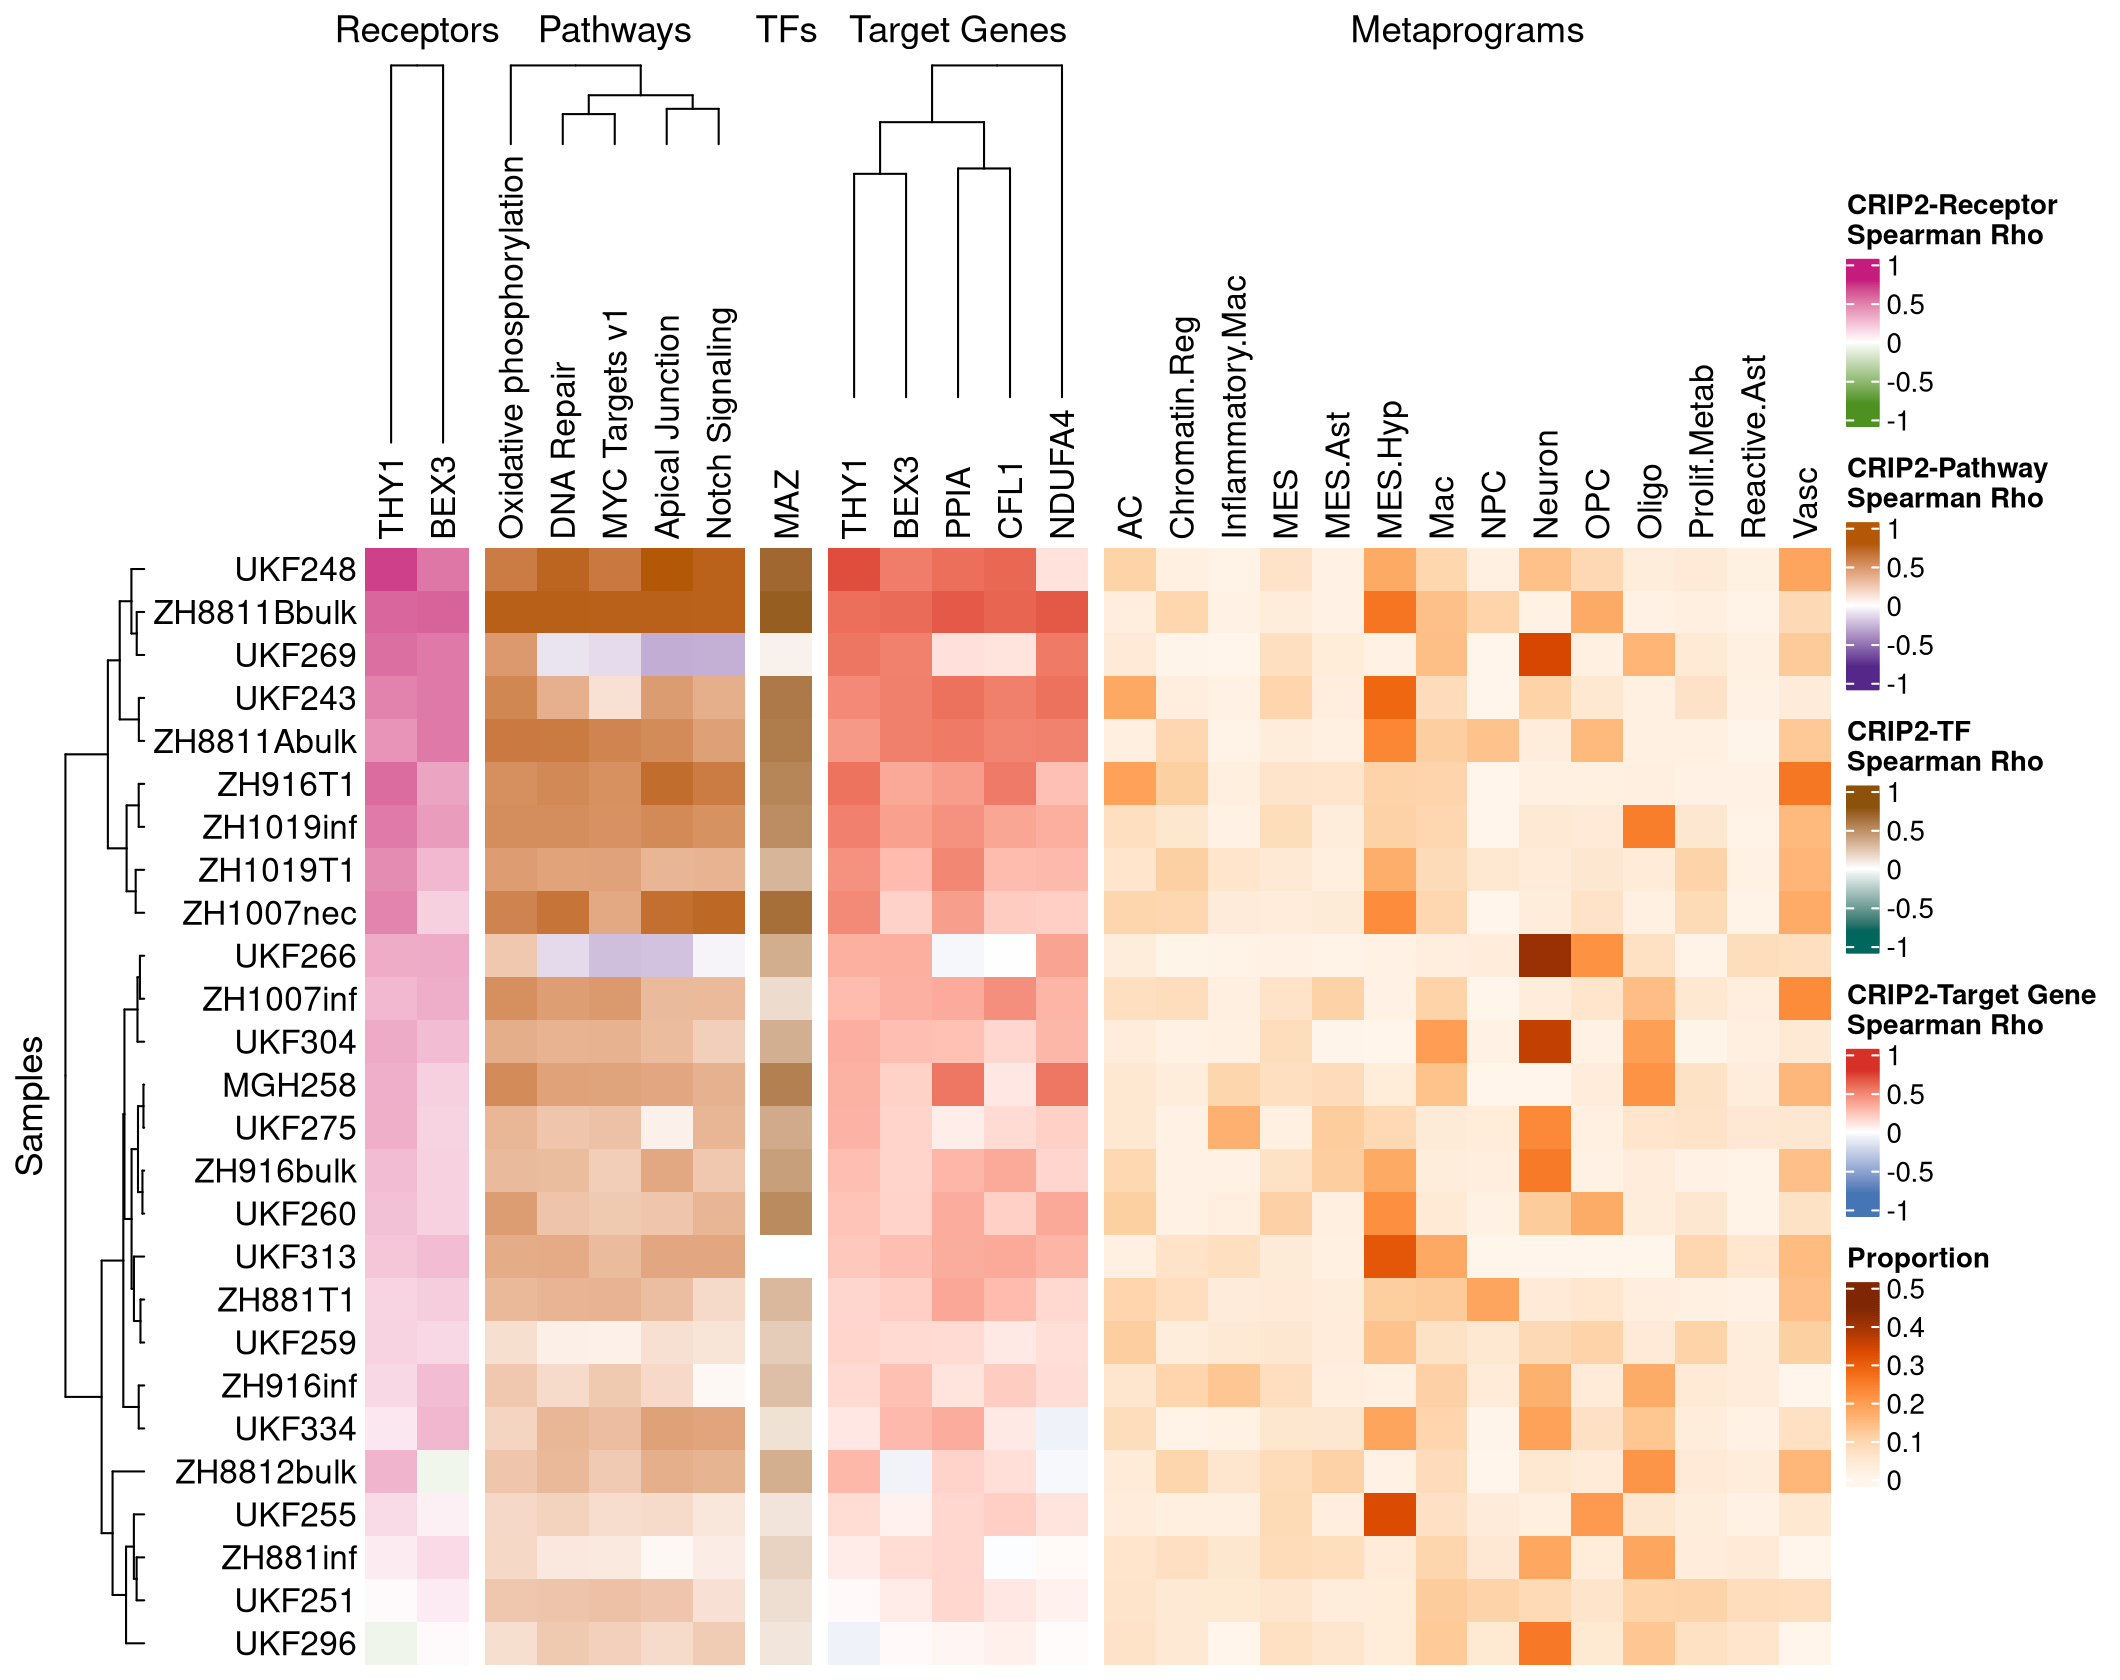 Receptors Pathways TFs Target Genes Metaprograms
THY1
BEX3
Oxidative phosphorylation
DNA Repair
MYC Targets v1
Apical Junction
Notch Signaling
MAZ
THY1
BEX3
PPIA
CFL1
NDUFA4
AC
Chromatin.Reg
Inflammatory.Mac
MES
MES.Ast
MES.Hyp
Mac
NPC
Neuron
OPC
Oligo
Prolif.Metab
Reactive.Ast
Vasc
Samples
UKF248
ZH8811Bbulk
UKF269
UKF243
ZH8811Abulk
ZH916T1
ZH1019inf
ZH1019T1
ZH1007nec
UKF266
ZH1007inf
UKF304
MGH258
UKF275
ZH916bulk
UKF260
UKF313
ZH881T1
UKF259
ZH916inf
UKF334
ZH8812bulk
UKF255
ZH881inf
UKF251
UKF296
CRIP2-Receptor
Spearman Rho
1
0.5
0
-0.5
-1
CRIP2-Pathway
Spearman Rho
1
0.5
0
-0.5
-1
CRIP2-TF
Spearman Rho
1
0.5
0
-0.5
-1
CRIP2-Target Gene
Spearman Rho
1
0.5
0
-0.5
-1
Proportion
0.5
0.4
0.3
0.2
0.1
0